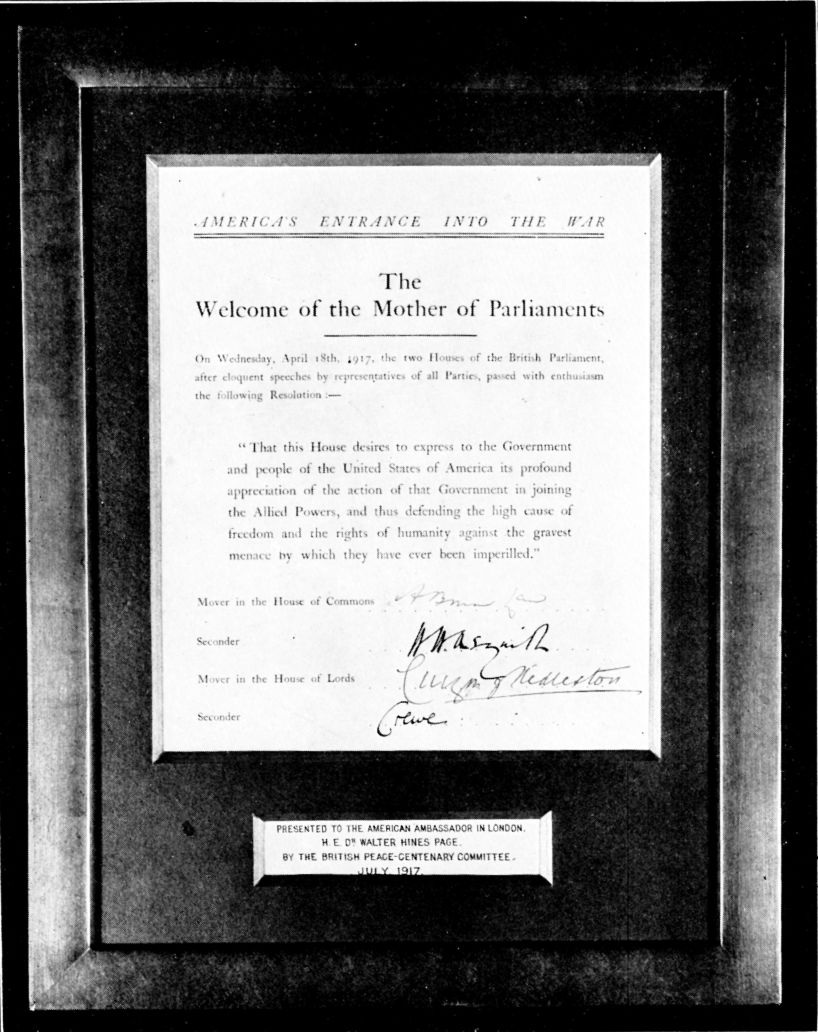 AMERICA'S ENTRANCE INTO THE WAR
The
Welcome of the Mother of Parliaments
On Wednesday, April 18th, 1917, the two Houses of the British Parliament,
after eloquent speeches by representatives of all Parties, passed with enthusiasm
the following Resolution :—
“That this House desires to express to the Government
and people of the United States of America its profound
appreciation of the action of that Government in joining
the Allied Powers, and thus defending the high cause of
freedom and the rights of humanity against the gravest
menace by which they have ever been imperilled.”
Mover in the House of Commons A Bonar Law
Seconder H H Asquith
Mover in the House of Lords Curzon of Kedleston
Seconder Crewe
PRESENTED TO THE AMERICAN AMBASSADOR IN LONDON.
H. E. DR WALTER HINES PAGE.
BY THE BRITISH PEACE-CENTENARY COMMITTEE.
JULY, 1917.